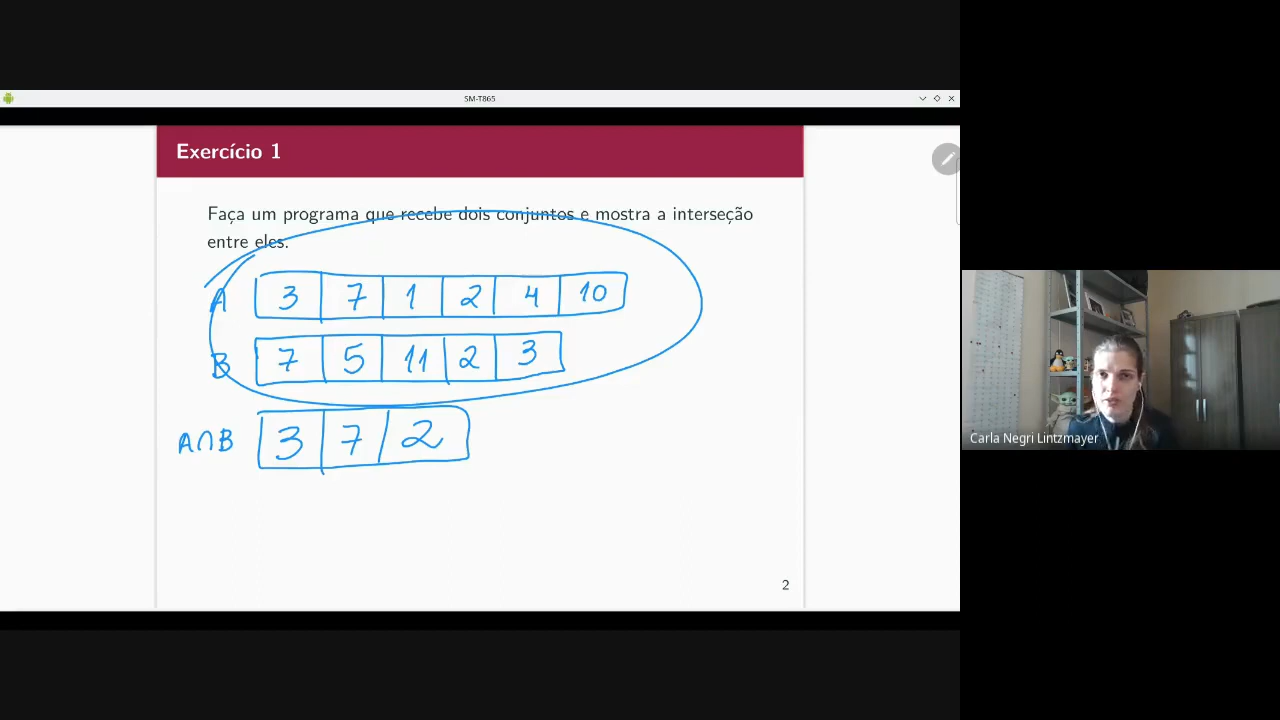 SM-T865
Exercício 1
Faça um programa que recebe dois conjuntos e mostra a interseção
entre eles.
A 3 7 1 2 4 10
B 7 5 11 2 3
A∩B 3 7 2
2
Carla Negri Lintzmayer